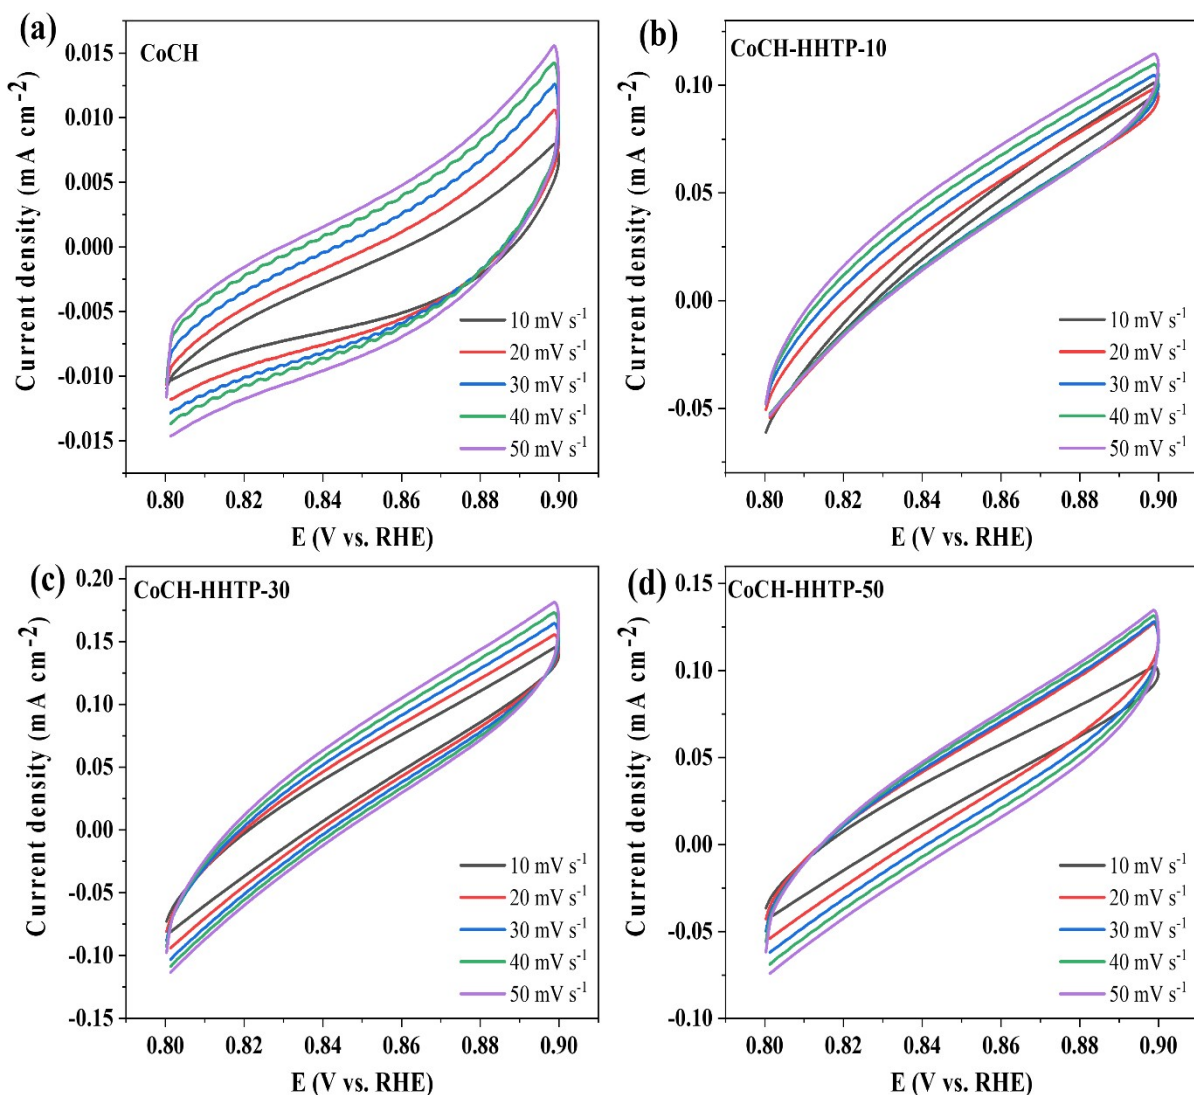 (a)
CoCH
0.015
0.010
0.005
0.000
-0.005
-0.010
-0.015
Current density (mA cm⁻²)
10 mV s⁻¹
20 mV s⁻¹
30 mV s⁻¹
40 mV s⁻¹
50 mV s⁻¹
0.80 0.82 0.84 0.86 0.88 0.90
E (V vs. RHE)
(b)
CoCH-HHTP-10
0.10
0.05
0.00
-0.05
Current density (mA cm⁻²)
10 mV s⁻¹
20 mV s⁻¹
30 mV s⁻¹
40 mV s⁻¹
50 mV s⁻¹
0.80 0.82 0.84 0.86 0.88 0.90
E (V vs. RHE)
(c)
CoCH-HHTP-30
0.20
0.15
0.10
0.05
0.00
-0.05
-0.10
-0.15
Current density (mA cm⁻²)
10 mV s⁻¹
20 mV s⁻¹
30 mV s⁻¹
40 mV s⁻¹
50 mV s⁻¹
0.80 0.82 0.84 0.86 0.88 0.90
E (V vs. RHE)
(d)
CoCH-HHTP-50
0.15
0.10
0.05
0.00
-0.05
-0.10
Current density (mA cm⁻²)
10 mV s⁻¹
20 mV s⁻¹
30 mV s⁻¹
40 mV s⁻¹
50 mV s⁻¹
0.80 0.82 0.84 0.86 0.88 0.90
E (V vs. RHE)